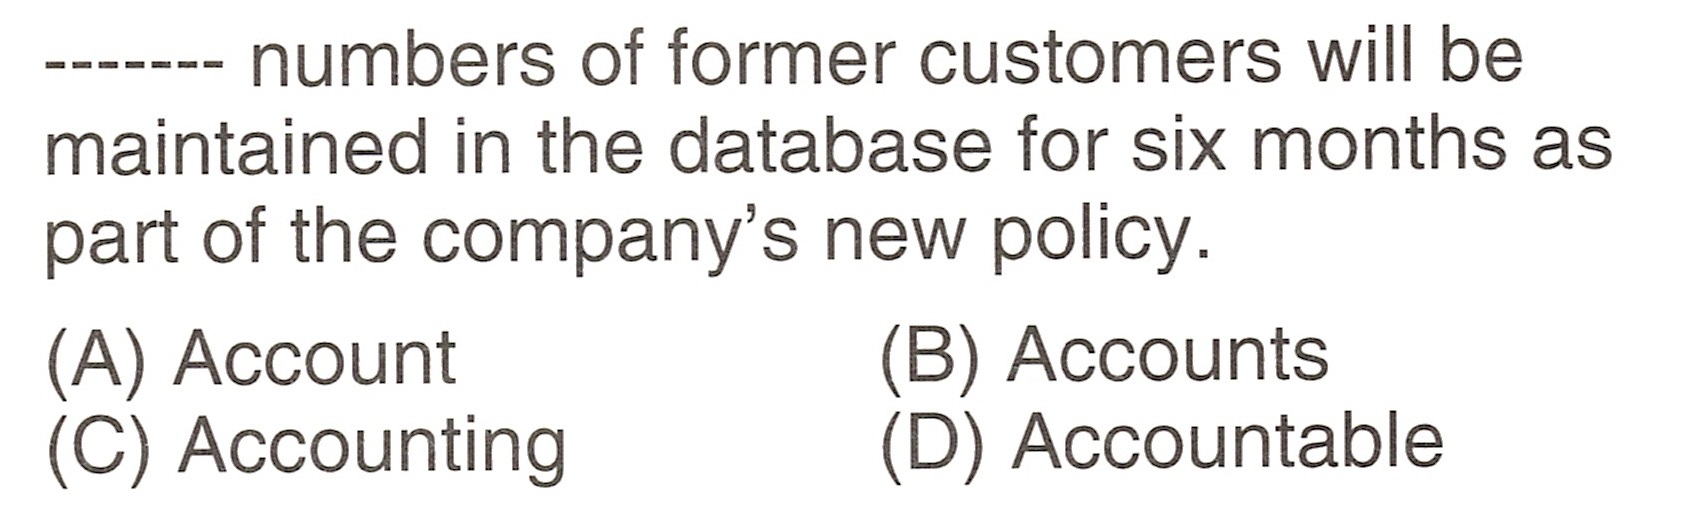 ------- numbers of former customers will be
maintained in the database for six months as
part of the company’s new policy.
(A) Account (B) Accounts
(C) Accounting (D) Accountable